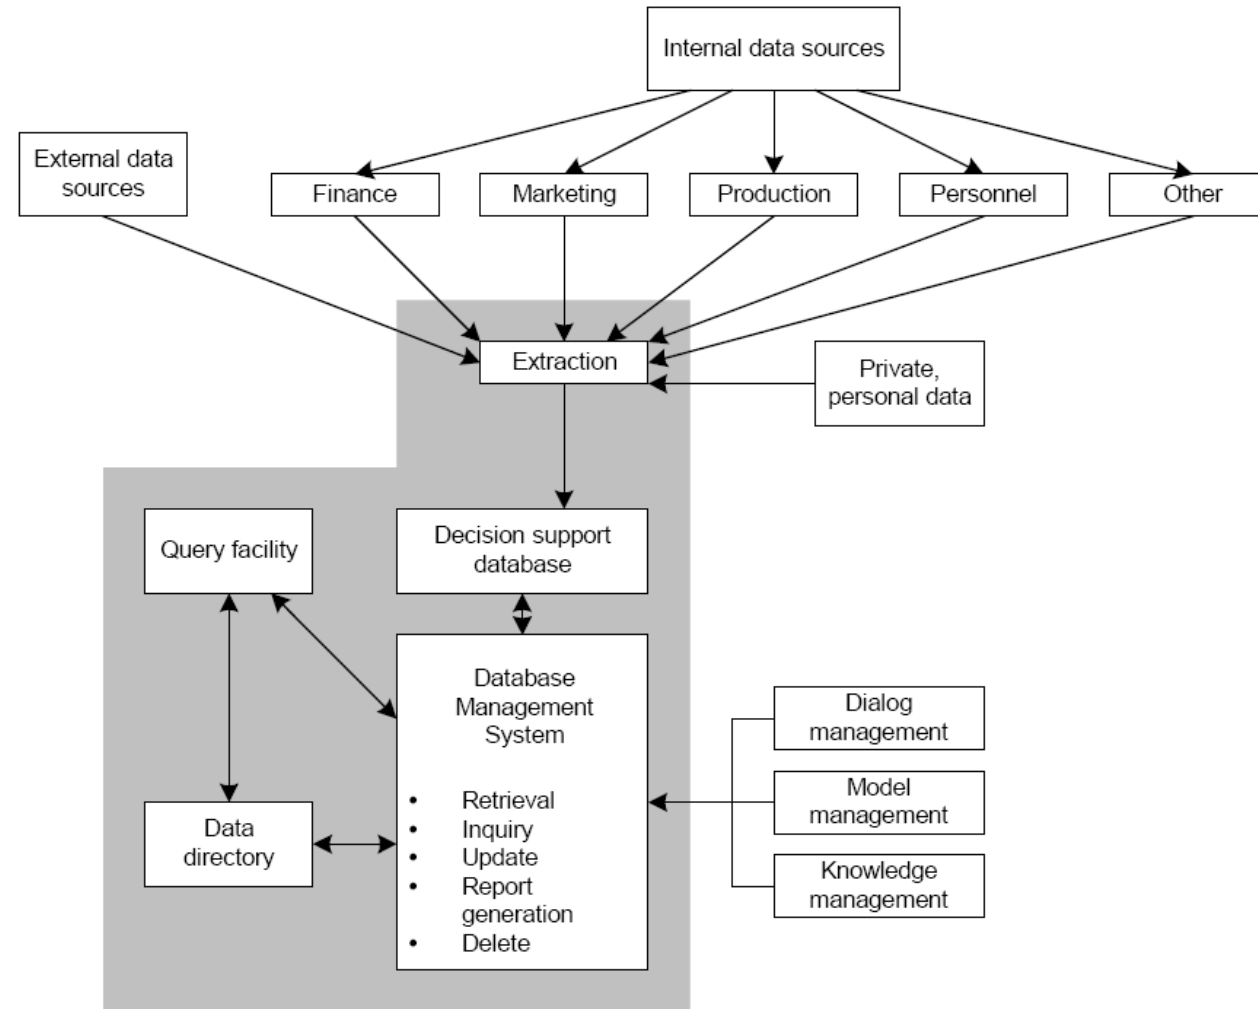 Internal data sources
External data
sources
Finance
Marketing
Production
Personnel
Other
Extraction
Private,
personal data
Query facility
Decision support
database
Database
Management
System
• Retrieval
• Inquiry
• Update
• Report
generation
• Delete
Data
directory
Dialog
management
Model
management
Knowledge
management